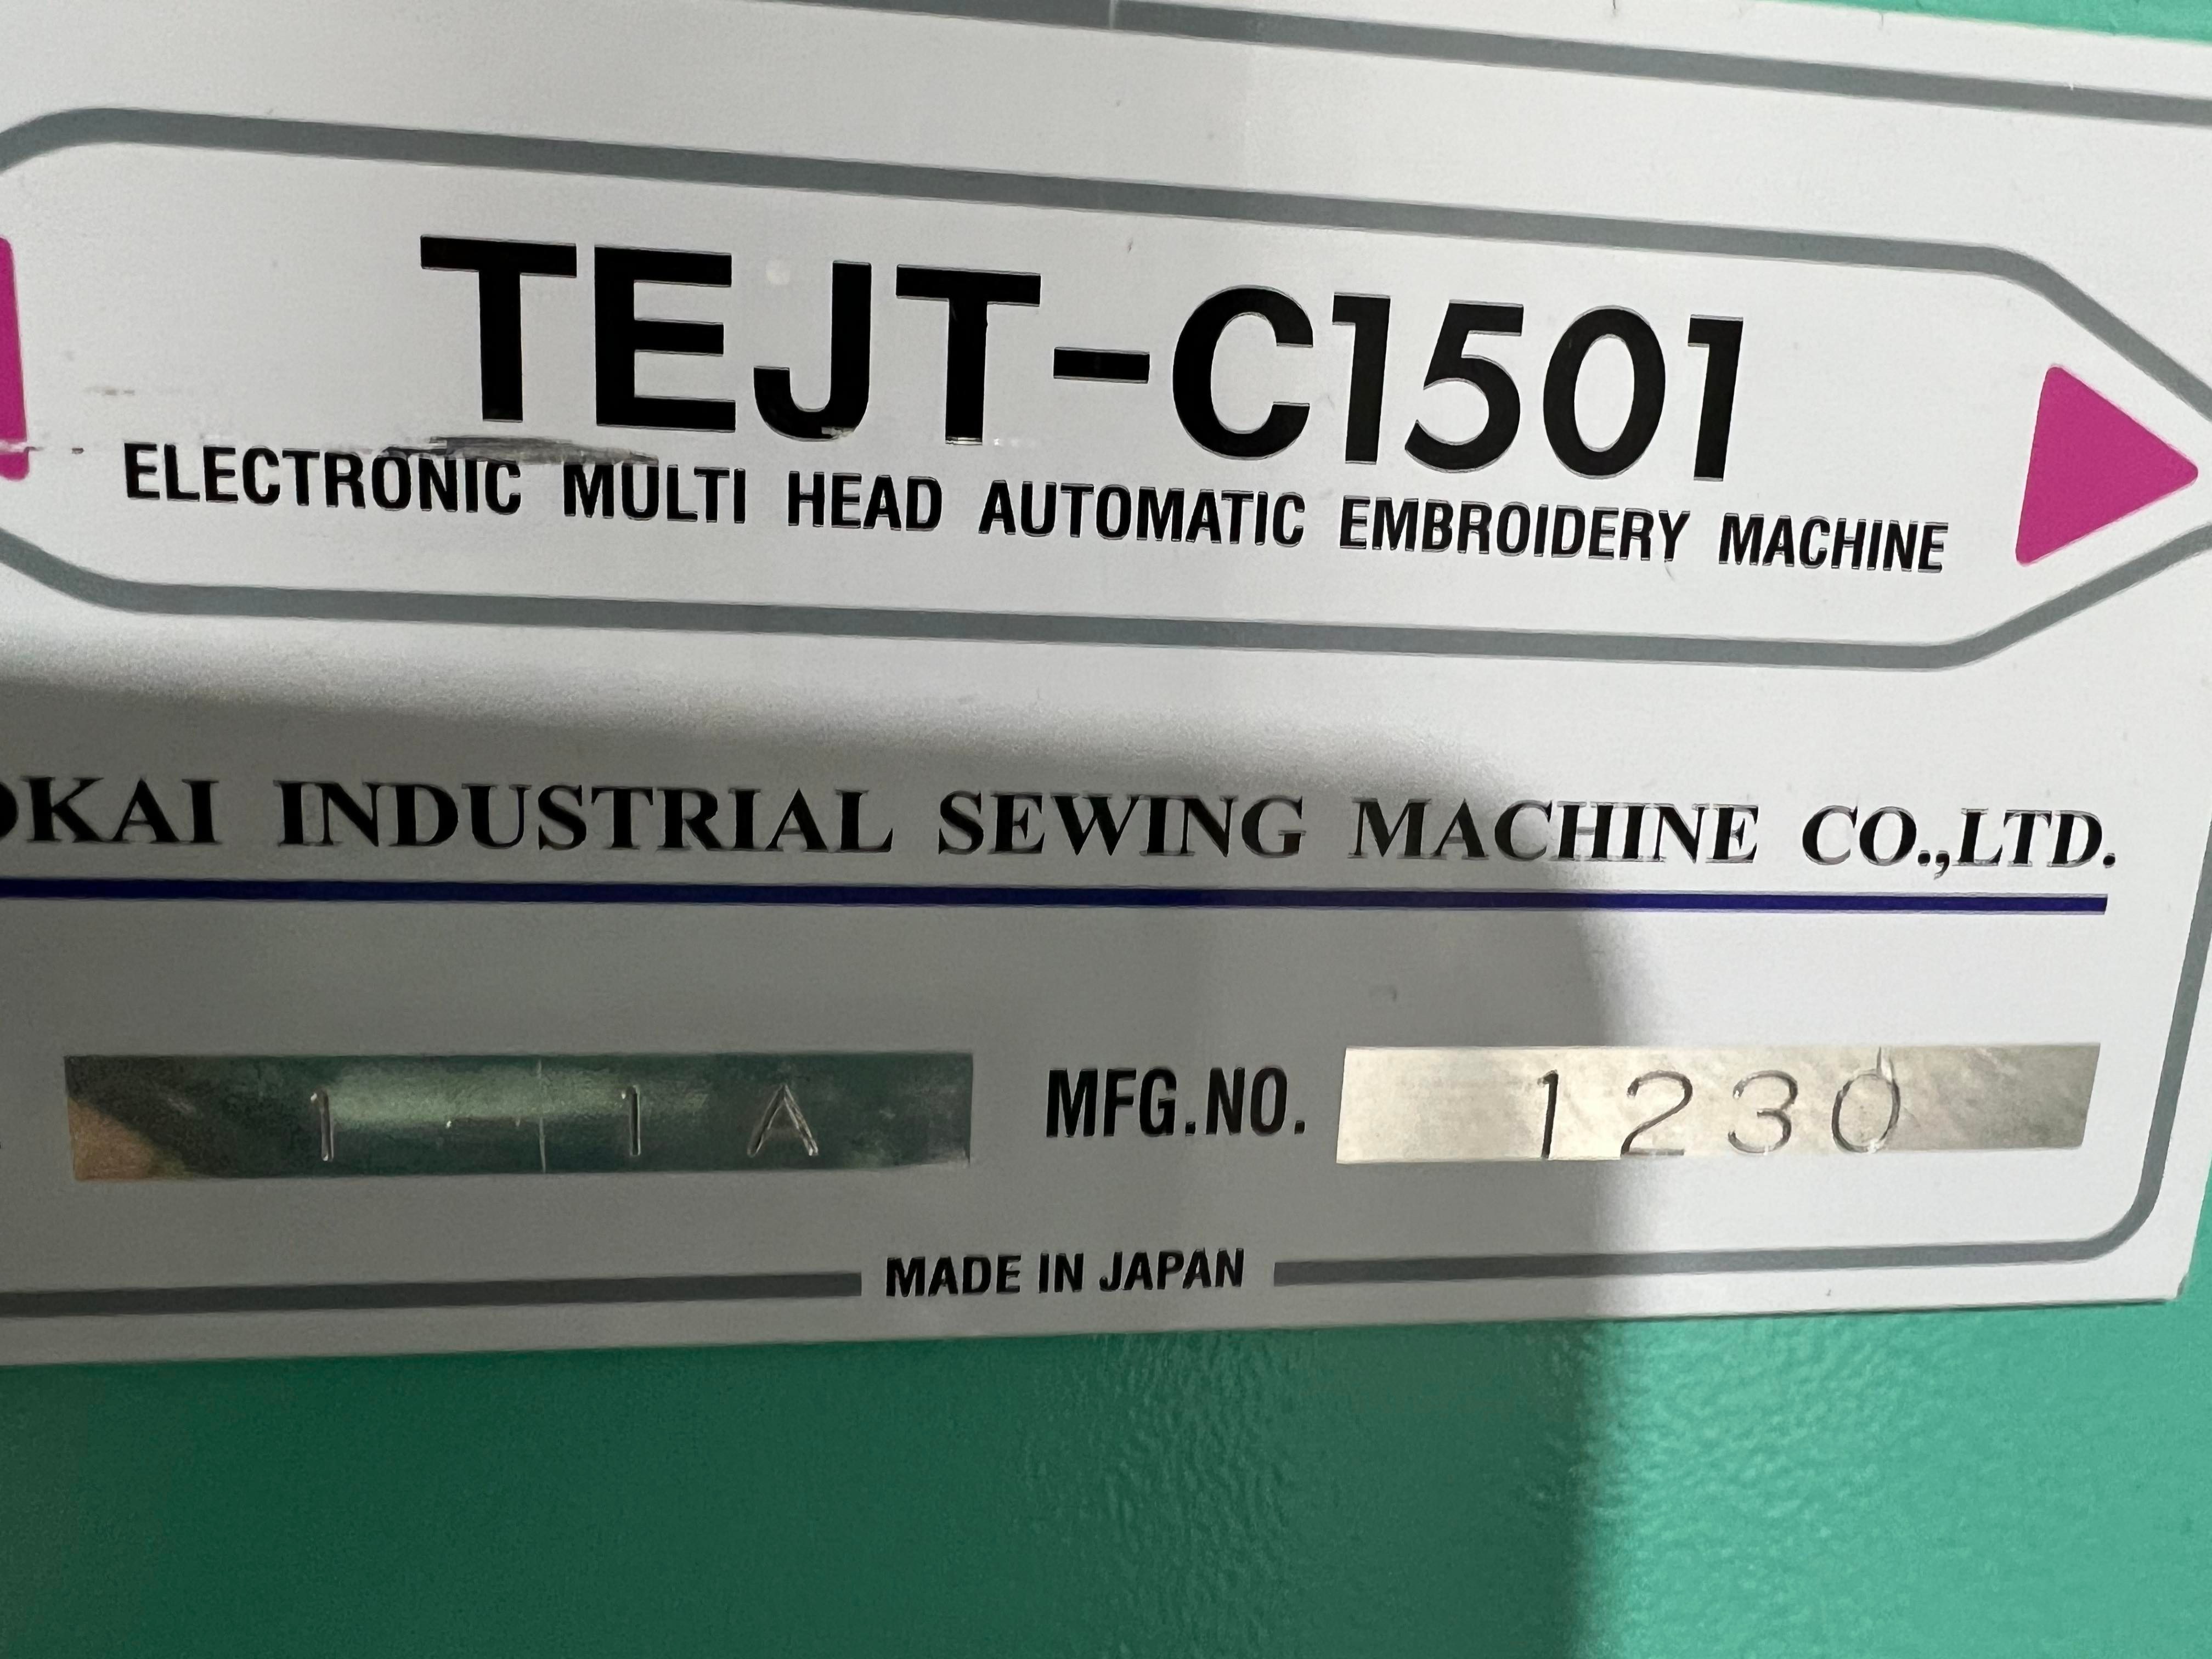 TEJT-C1501
ELECTRONIC MULTI HEAD AUTOMATIC EMBROIDERY MACHINE
OKAI INDUSTRIAL SEWING MACHINE CO.,LTD.
1 - 1 A MFG.NO. 1230
MADE IN JAPAN